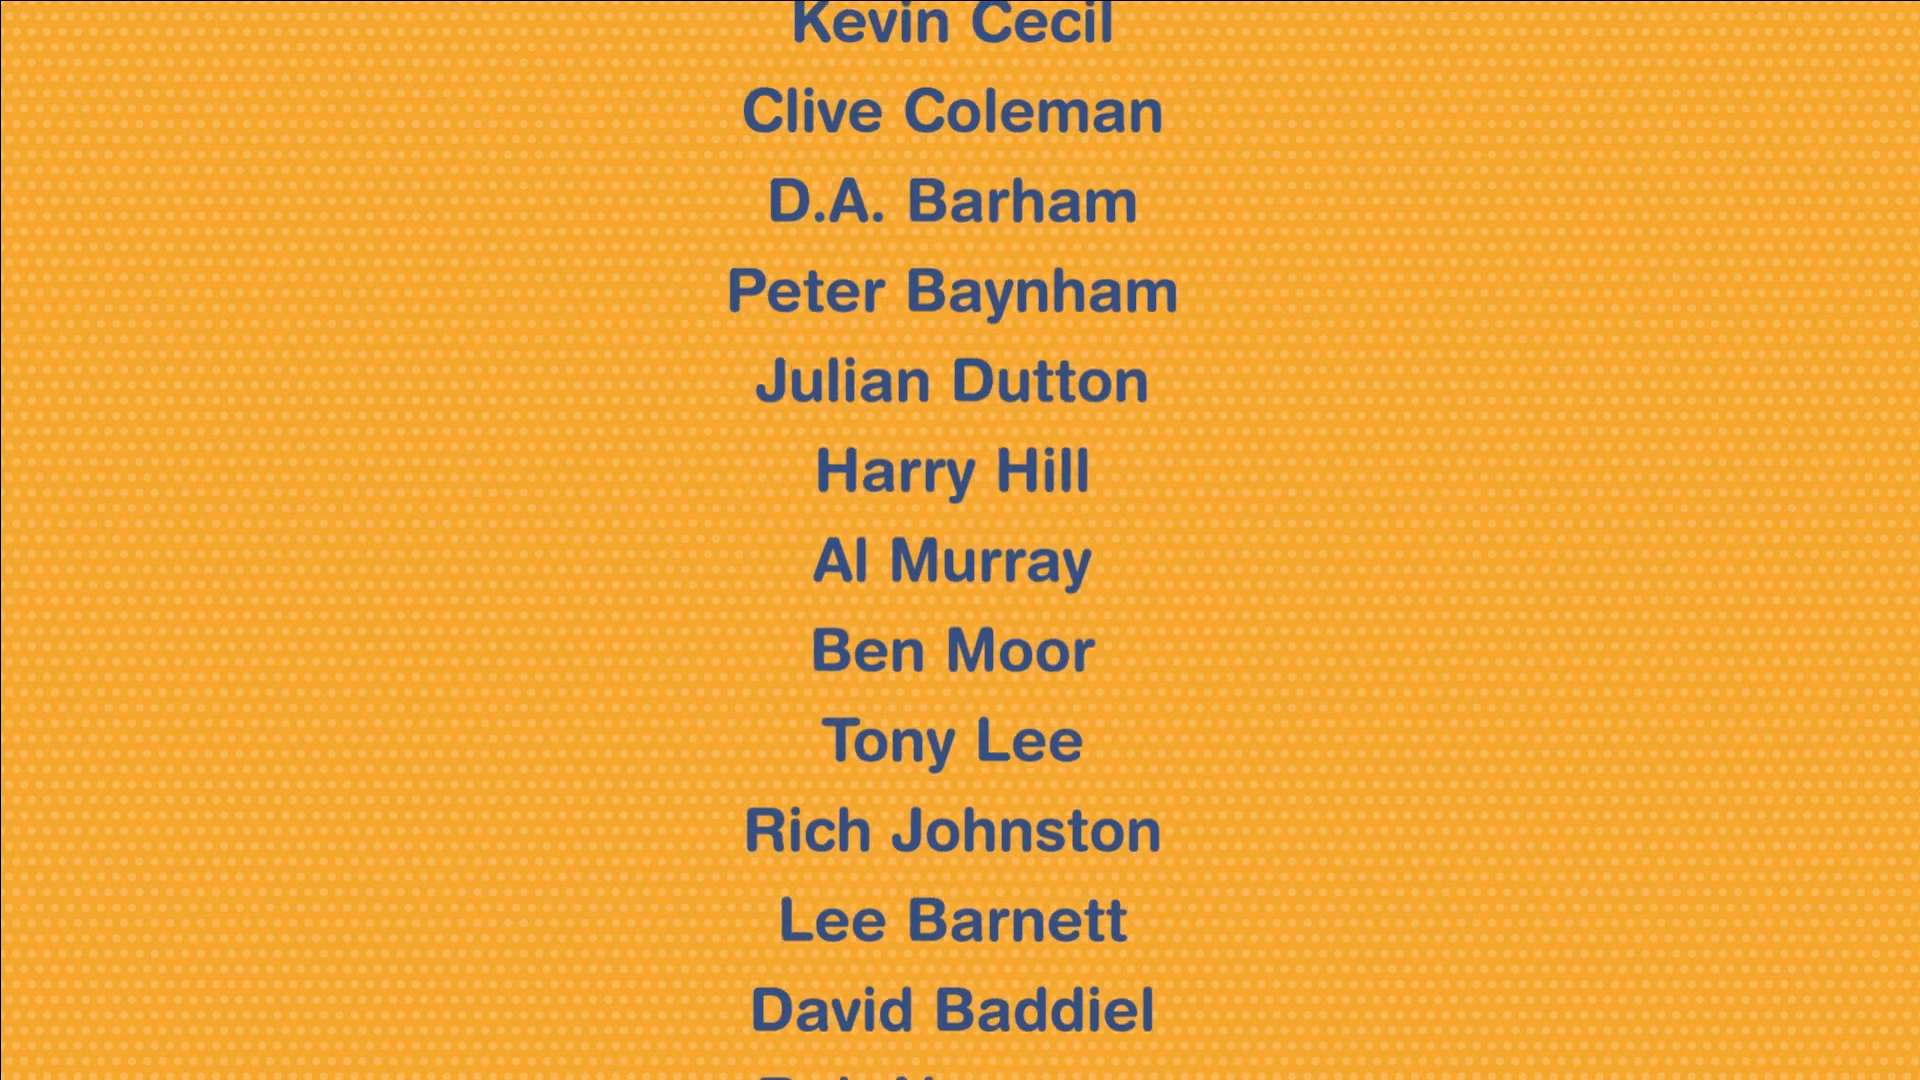 Kevin Cecil
Clive Coleman
D.A. Barham
Peter Baynham
Julian Dutton
Harry Hill
Al Murray
Ben Moor
Tony Lee
Rich Johnston
Lee Barnett
David Baddiel